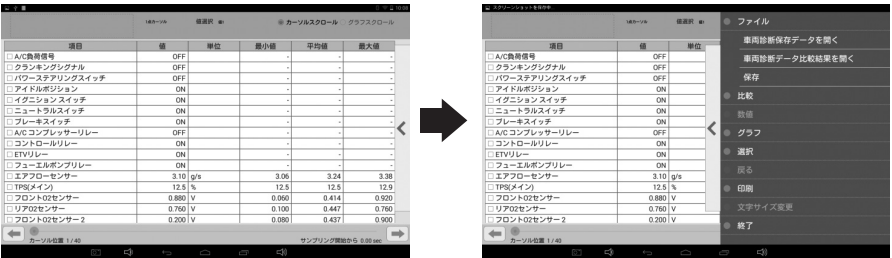 10:08
1点カーソル 値選択 ◉ カーソルスクロール グラフスクロール
項目 値 単位 最小値 平均値 最大値
A/C負荷信号 OFF - - -
クランキングシグナル OFF - - -
パワーステアリングスイッチ OFF - - -
アイドルポジション ON - - -
イグニション スイッチ ON - - -
ニュートラルスイッチ ON - - -
ブレーキスイッチ ON - - -
A/C コンプレッサーリレー OFF - - -
コントロールリレー ON - - -
ETVリレー ON - - -
フューエルポンプリレー ON - - -
エアフローセンサー 3.10 g/s 3.06 3.24 3.38
TPS(メイン) 12.5 % 12.5 12.5 12.9
フロントO2センサー 0.880 V 0.060 0.414 0.920
リアO2センサー 0.760 V 0.100 0.447 0.760
フロントO2センサー 2 0.200 V 0.080 0.437 0.900
カーソル位置 1 / 40 サンプリング開始から 0.00 sec
スクリーンショットを保存中...
1点カーソル 値選択
項目 値 単位
A/C負荷信号 OFF
クランキングシグナル OFF
パワーステアリングスイッチ OFF
アイドルポジション ON
イグニション スイッチ ON
ニュートラルスイッチ ON
ブレーキスイッチ ON
A/C コンプレッサーリレー OFF
コントロールリレー ON
ETVリレー ON
フューエルポンプリレー ON
エアフローセンサー 3.10 g/s
TPS(メイン) 12.5 %
フロントO2センサー 0.880 V
リアO2センサー 0.760 V
フロントO2センサー 2 0.200 V
カーソル位置 1 / 40
ファイル
車両診断保存データを開く
車両診断データ比較結果を開く
保存
比較
数値
グラフ
選択
戻る
印刷
文字サイズ変更
終了